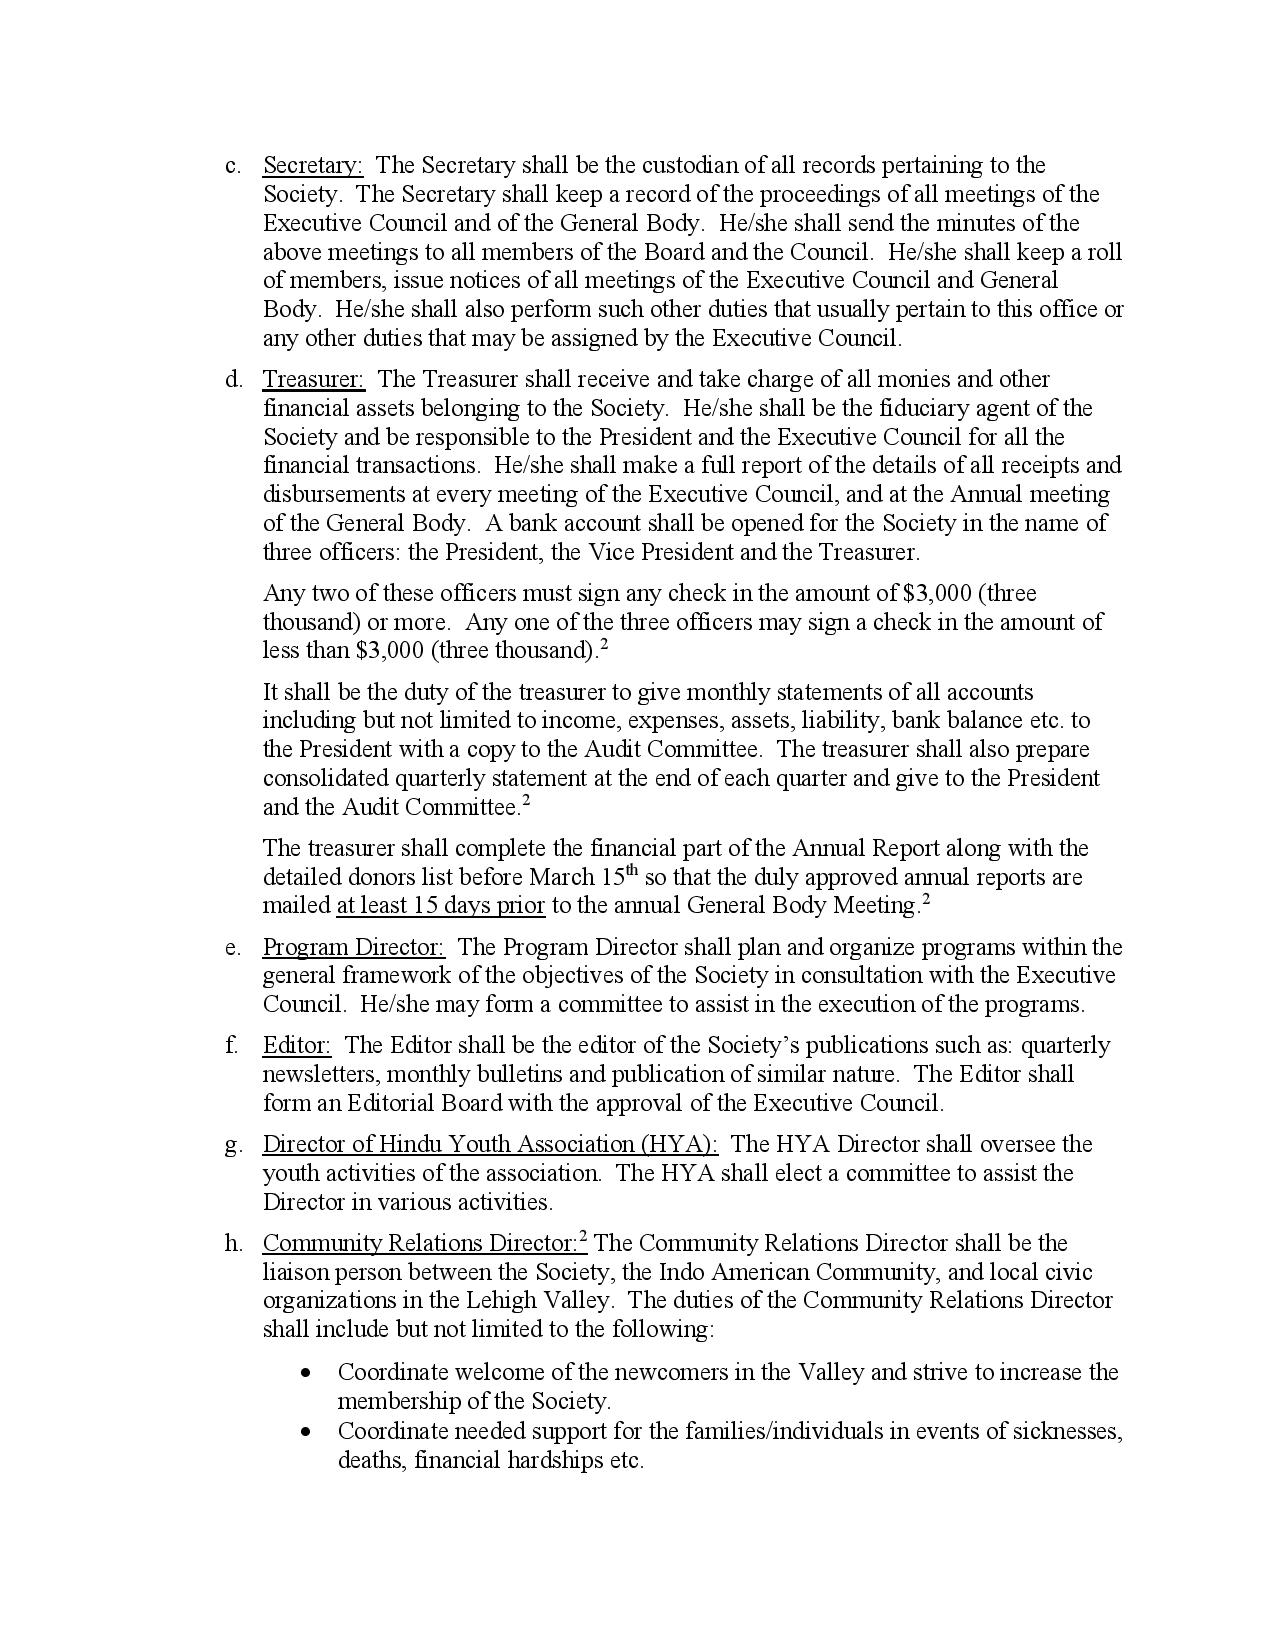 c. Secretary: The Secretary shall be the custodian of all records pertaining to the
Society. The Secretary shall keep a record of the proceedings of all meetings of the
Executive Council and of the General Body. He/she shall send the minutes of the
above meetings to all members of the Board and the Council. He/she shall keep a roll
of members, issue notices of all meetings of the Executive Council and General
Body. He/she shall also perform such other duties that usually pertain to this office or
any other duties that may be assigned by the Executive Council.
d. Treasurer: The Treasurer shall receive and take charge of all monies and other
financial assets belonging to the Society. He/she shall be the fiduciary agent of the
Society and be responsible to the President and the Executive Council for all the
financial transactions. He/she shall make a full report of the details of all receipts and
disbursements at every meeting of the Executive Council, and at the Annual meeting
of the General Body. A bank account shall be opened for the Society in the name of
three officers: the President, the Vice President and the Treasurer.
Any two of these officers must sign any check in the amount of $3,000 (three
thousand) or more. Any one of the three officers may sign a check in the amount of
less than $3,000 (three thousand).2
It shall be the duty of the treasurer to give monthly statements of all accounts
including but not limited to income, expenses, assets, liability, bank balance etc. to
the President with a copy to the Audit Committee. The treasurer shall also prepare
consolidated quarterly statement at the end of each quarter and give to the President
and the Audit Committee.2
The treasurer shall complete the financial part of the Annual Report along with the
detailed donors list before March 15th so that the duly approved annual reports are
mailed at least 15 days prior to the annual General Body Meeting.2
e. Program Director: The Program Director shall plan and organize programs within the
general framework of the objectives of the Society in consultation with the Executive
Council. He/she may form a committee to assist in the execution of the programs.
f. Editor: The Editor shall be the editor of the Society’s publications such as: quarterly
newsletters, monthly bulletins and publication of similar nature. The Editor shall
form an Editorial Board with the approval of the Executive Council.
g. Director of Hindu Youth Association (HYA): The HYA Director shall oversee the
youth activities of the association. The HYA shall elect a committee to assist the
Director in various activities.
h. Community Relations Director:2 The Community Relations Director shall be the
liaison person between the Society, the Indo American Community, and local civic
organizations in the Lehigh Valley. The duties of the Community Relations Director
shall include but not limited to the following:
• Coordinate welcome of the newcomers in the Valley and strive to increase the
membership of the Society.
• Coordinate needed support for the families/individuals in events of sicknesses,
deaths, financial hardships etc.